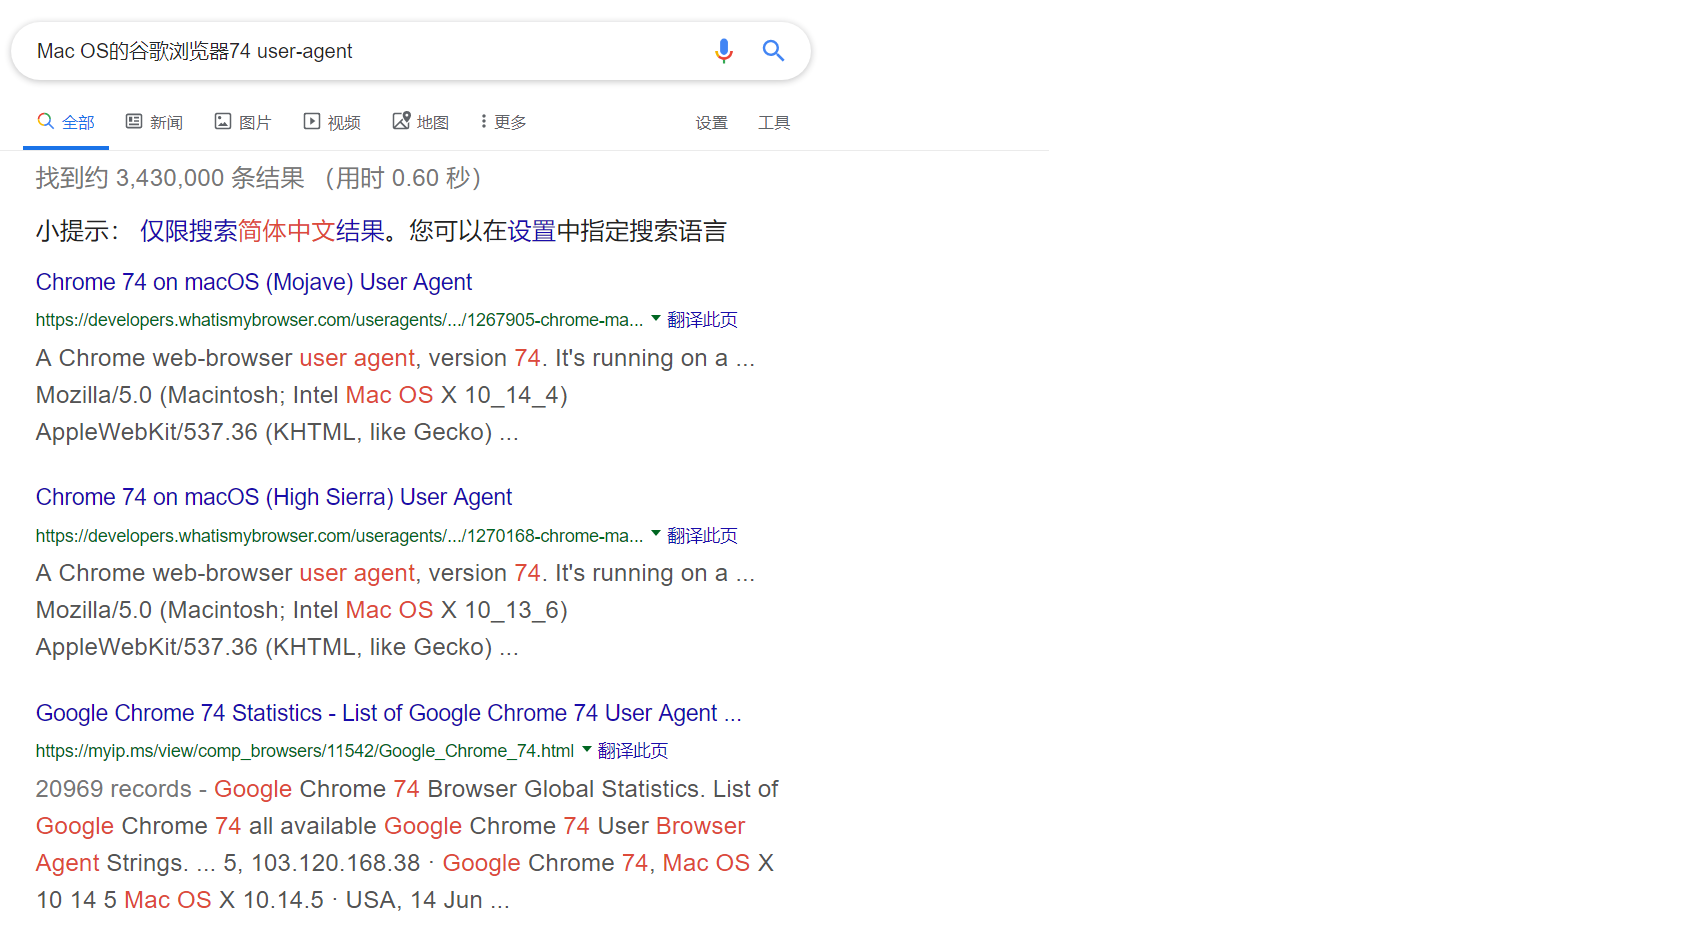 Mac OS的谷歌浏览器74 user-agent
全部 新闻 图片 视频 地图 更多 设置 工具
找到约 3,430,000 条结果 （用时 0.60 秒）
小提示： 仅限搜索简体中文结果。您可以在设置中指定搜索语言
Chrome 74 on macOS (Mojave) User Agent
https://developers.whatismybrowser.com/useragents/.../1267905-chrome-ma... 翻译此页
A Chrome web-browser user agent, version 74. It's running on a ...
Mozilla/5.0 (Macintosh; Intel Mac OS X 10_14_4)
AppleWebKit/537.36 (KHTML, like Gecko) ...
Chrome 74 on macOS (High Sierra) User Agent
https://developers.whatismybrowser.com/useragents/.../1270168-chrome-ma... 翻译此页
A Chrome web-browser user agent, version 74. It's running on a ...
Mozilla/5.0 (Macintosh; Intel Mac OS X 10_13_6)
AppleWebKit/537.36 (KHTML, like Gecko) ...
Google Chrome 74 Statistics - List of Google Chrome 74 User Agent ...
https://myip.ms/view/comp_browsers/11542/Google_Chrome_74.html 翻译此页
20969 records - Google Chrome 74 Browser Global Statistics. List of
Google Chrome 74 all available Google Chrome 74 User Browser
Agent Strings. ... 5, 103.120.168.38 · Google Chrome 74, Mac OS X
10 14 5 Mac OS X 10.14.5 · USA, 14 Jun ...